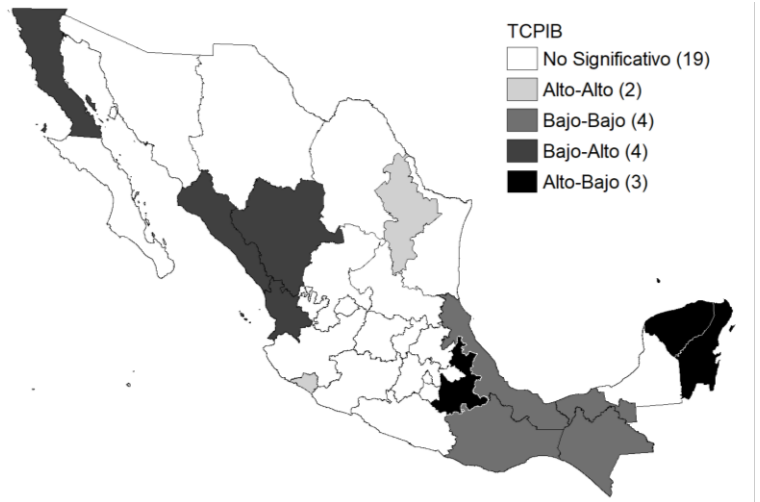 TCPIB
No Significativo (19)
Alto-Alto (2)
Bajo-Bajo (4)
Bajo-Alto (4)
Alto-Bajo (3)